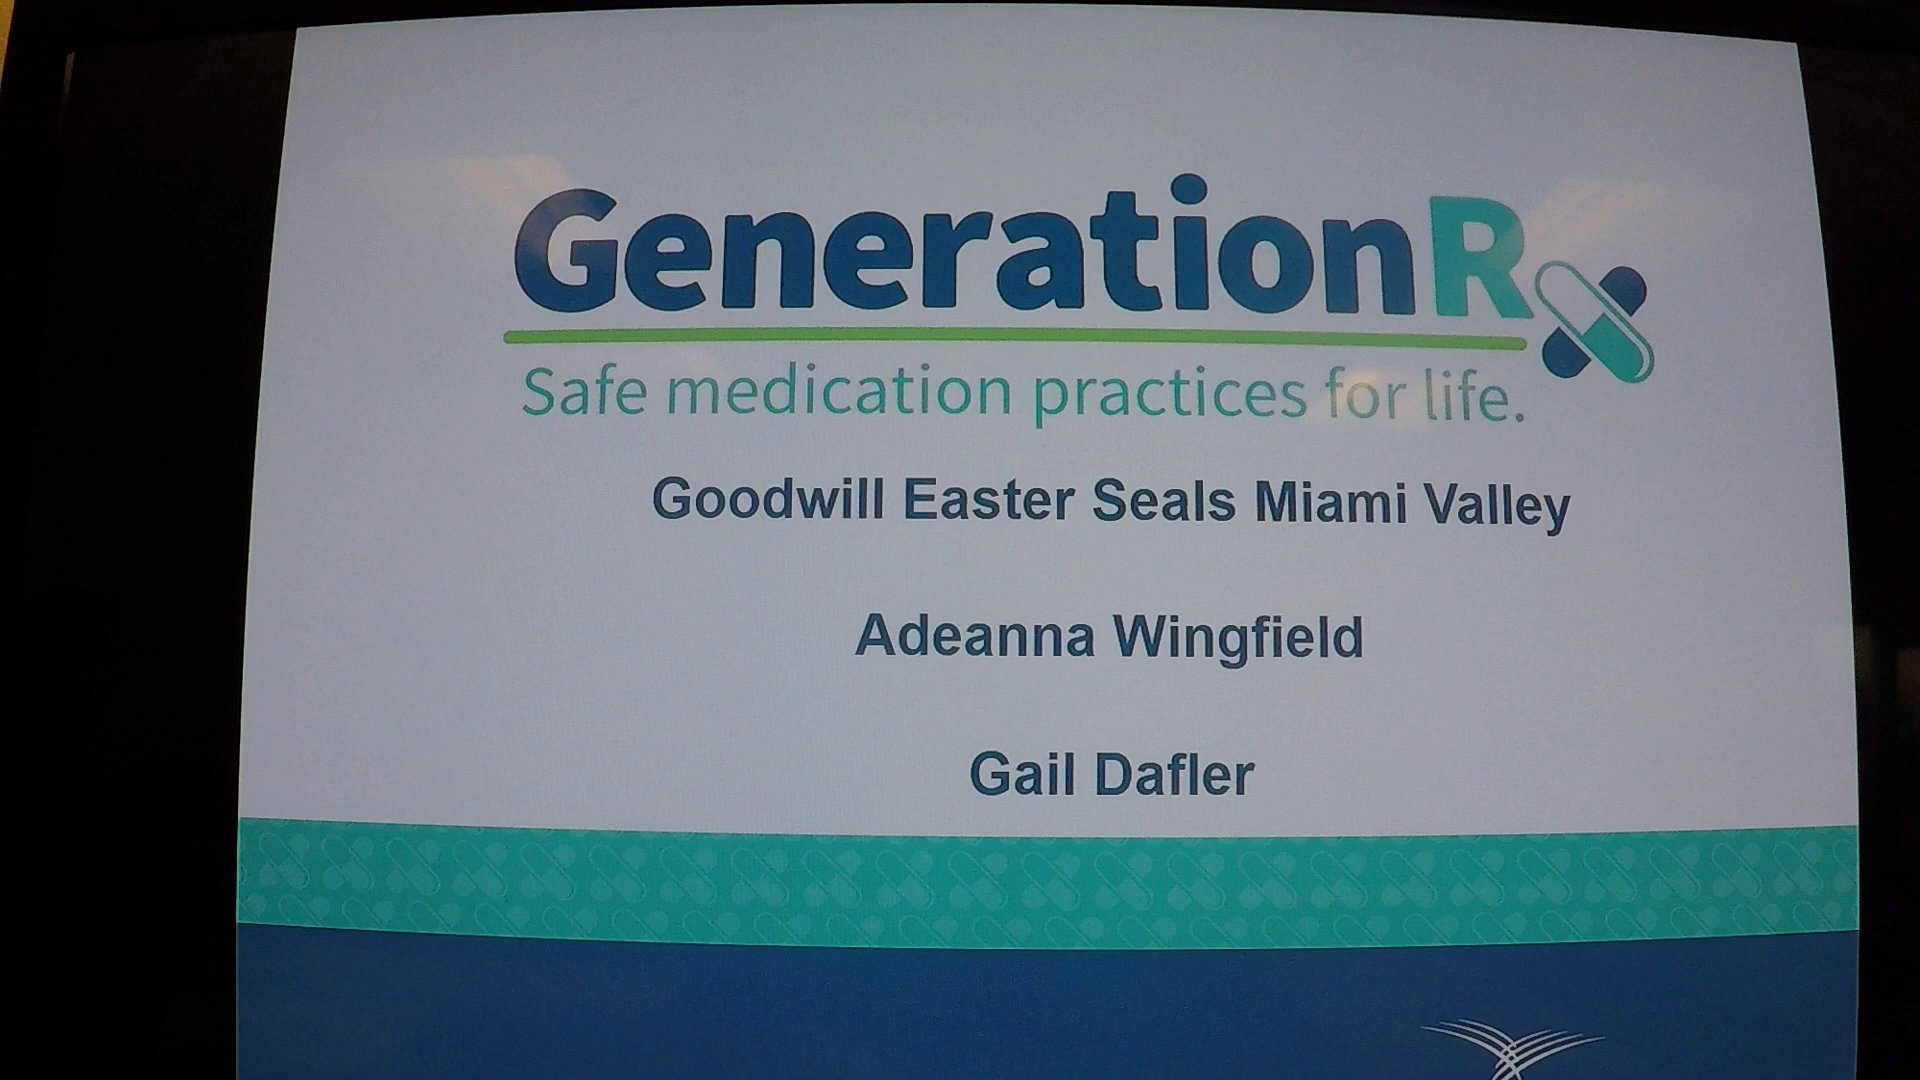 GenerationRx
Safe medication practices for life.
Goodwill Easter Seals Miami Valley
Adeanna Wingfield
Gail Dafler